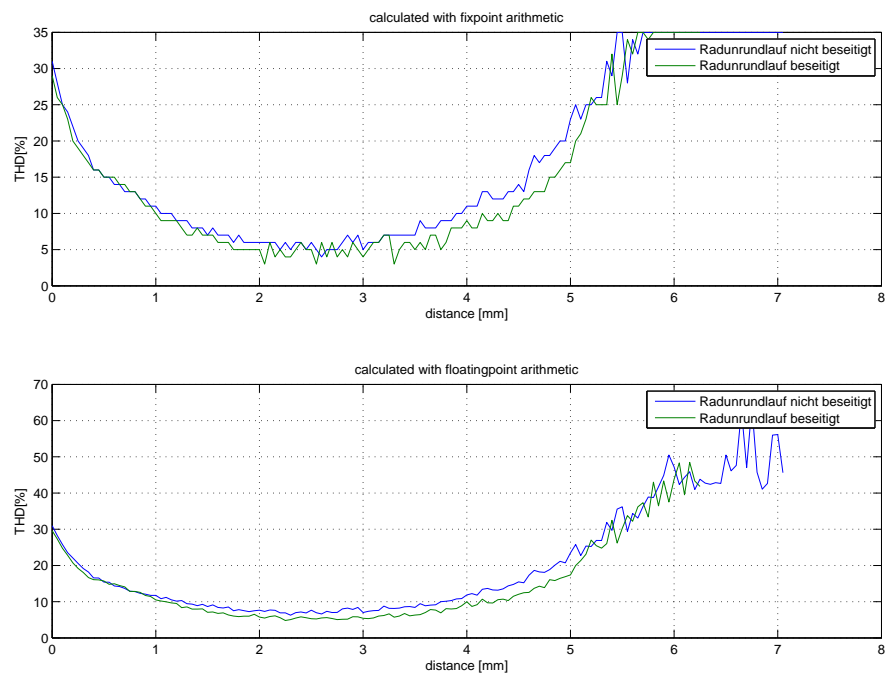 calculated with fixpoint arithmetic
35
30
25
20
15
10
5
0
THD[%]
Radunrundlauf nicht beseitigt
Radunrundlauf beseitigt
0 1 2 3 4 5 6 7 8
distance [mm]
calculated with floatingpoint arithmetic
70
60
50
40
30
20
10
0
THD[%]
Radunrundlauf nicht beseitigt
Radunrundlauf beseitigt
0 1 2 3 4 5 6 7 8
distance [mm]